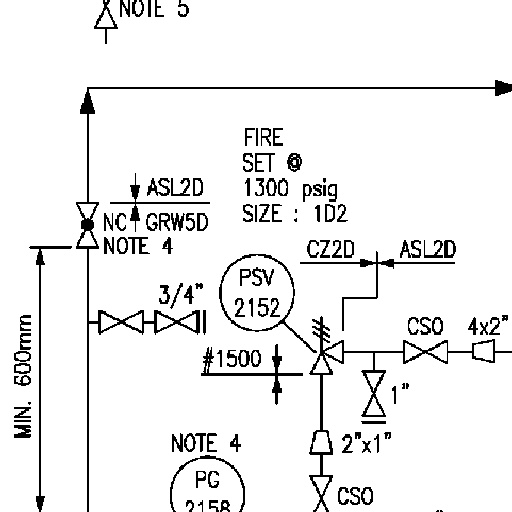 NOTE 5
FIRE
SET @
1300 psig
SIZE : 1D2
ASL2D
NC GRW5D
NOTE 4
CZ2D
ASL2D
PSV
2152
3/4"
CSO
4x2"
#1500
MIN. 600mm
1"
NOTE 4
2"x1"
PG
2158
CSO